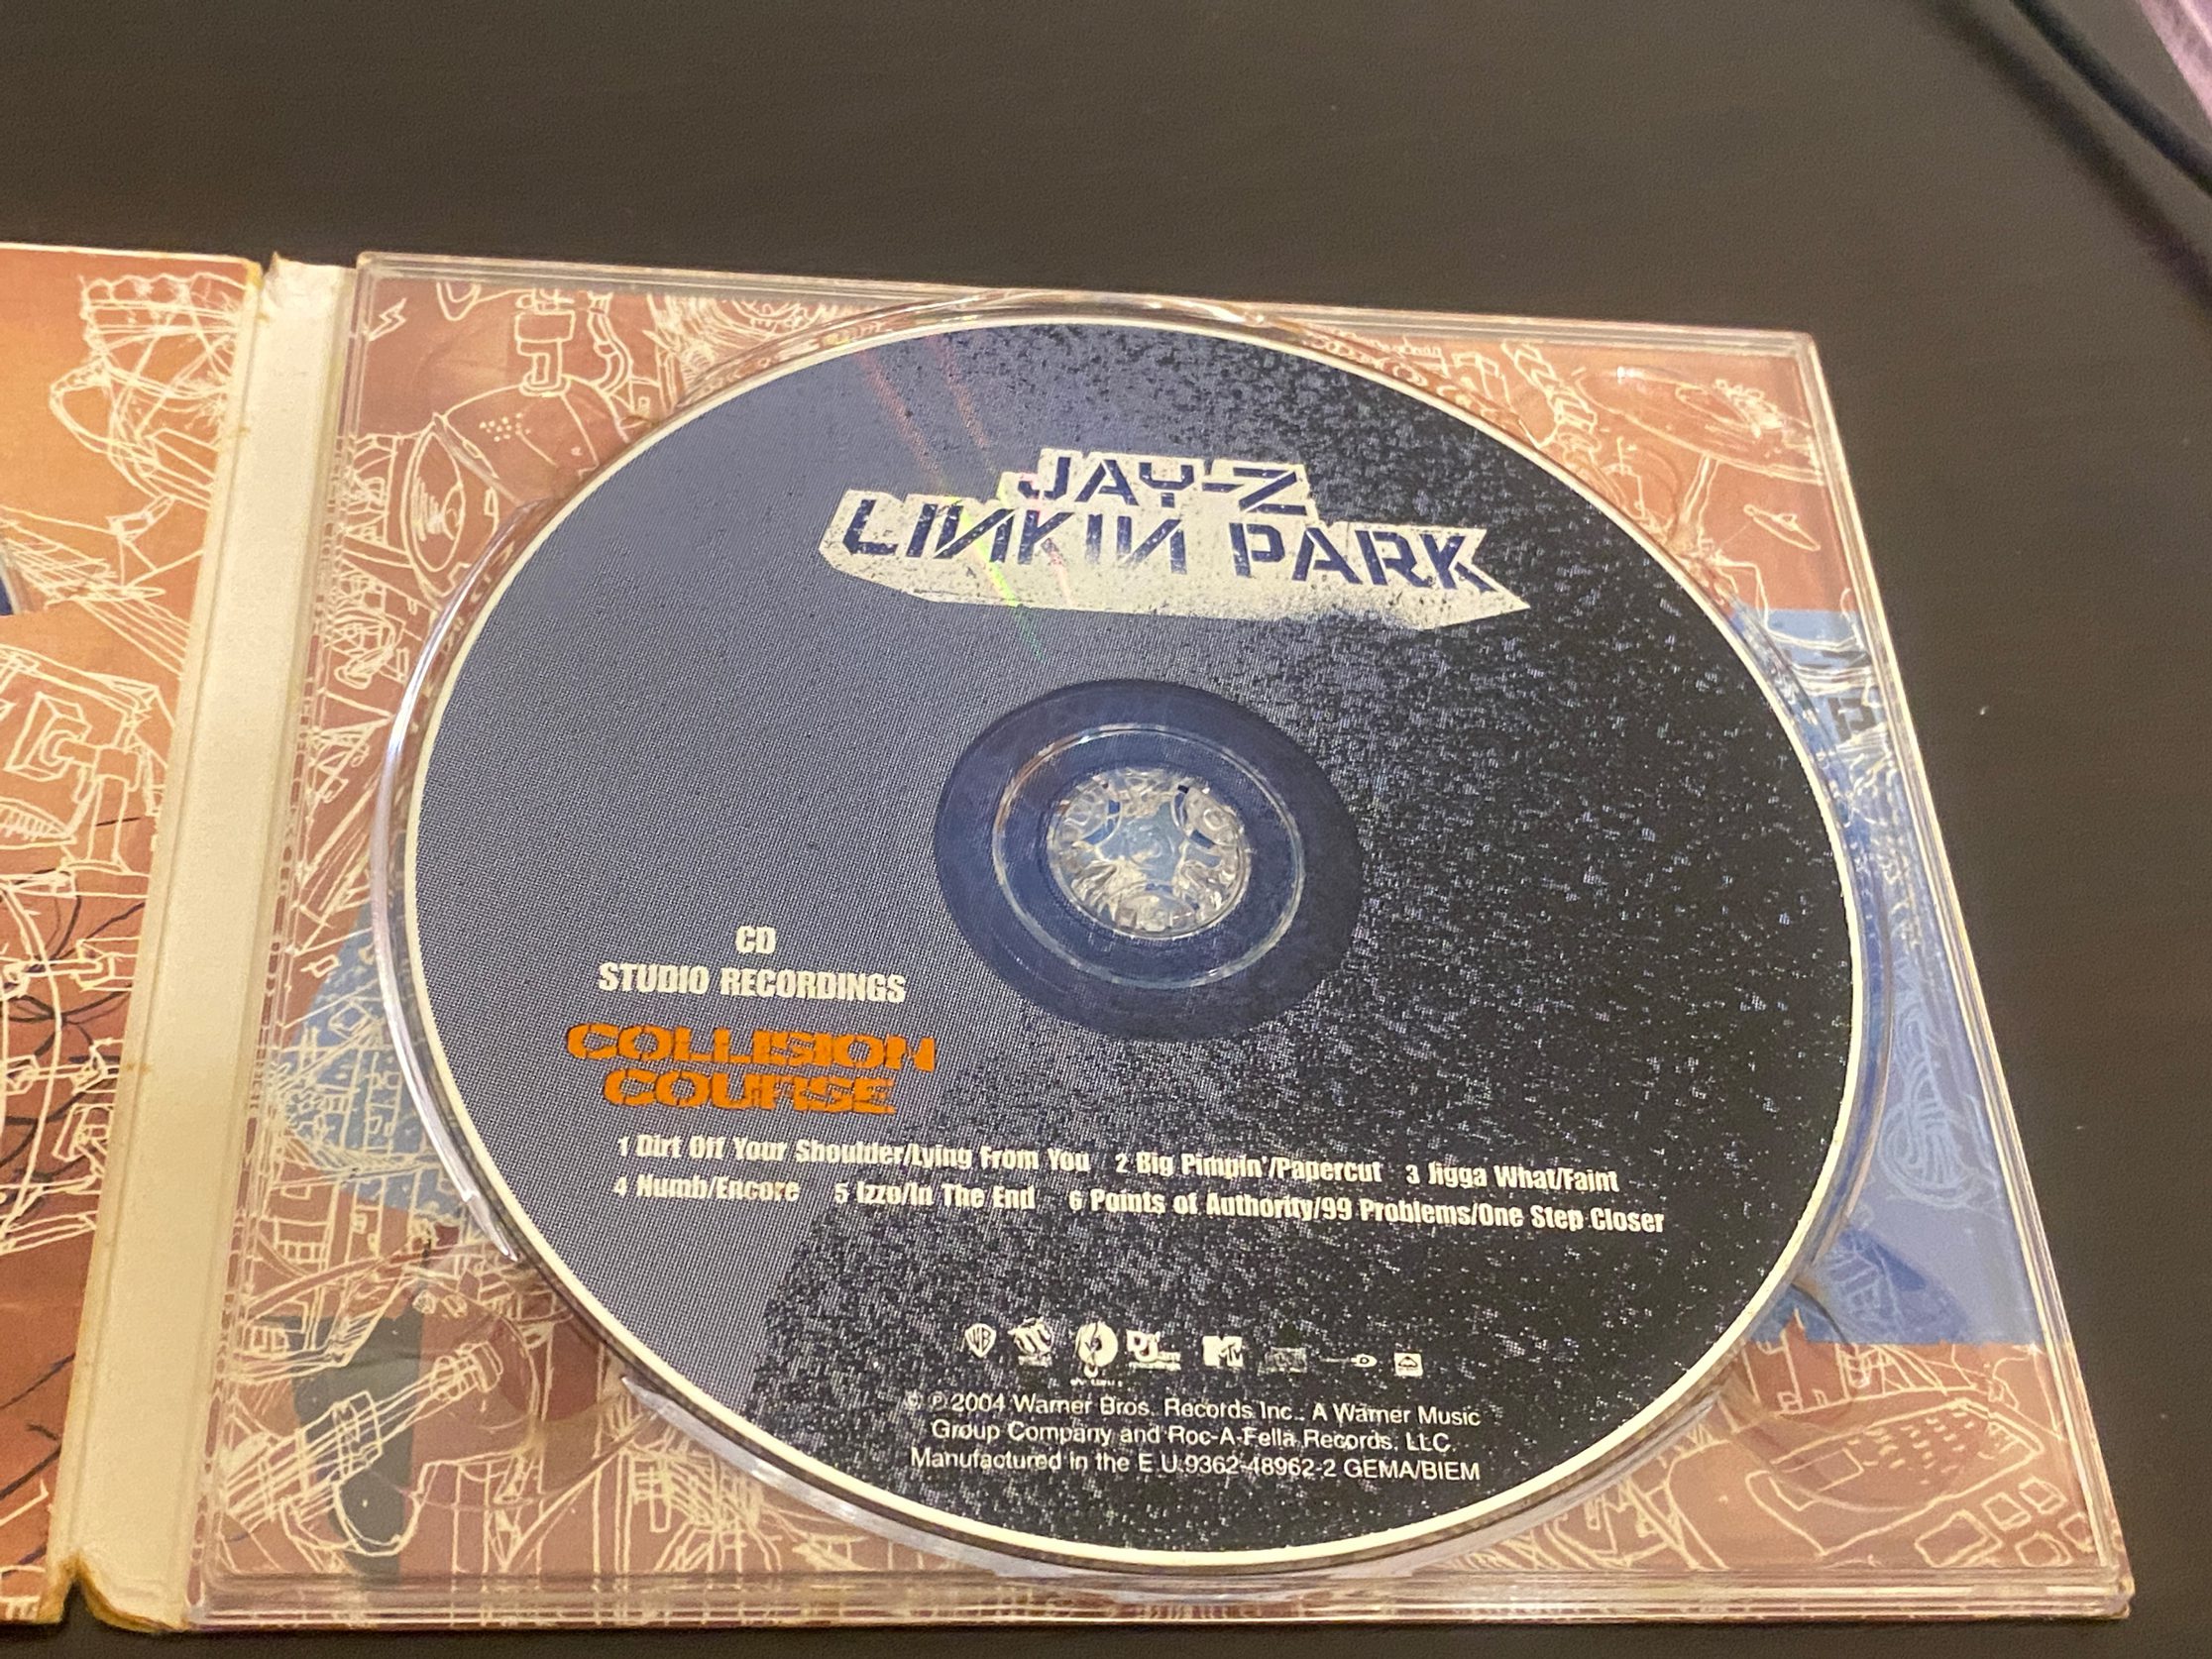 JAY-Z
LINKIN PARK
CD
STUDIO RECORDINGS
COLLISION
COURSE
1 Dirt Off Your Shoulder/Lying From You 2 Big Pimpin'/Papercut 3 Jigga What/Faint
4 Numb/Encore 5 Izzo/In The End 6 Points of Authority/99 Problems/One Step Closer
WB
MTV
© ℗ 2004 Warner Bros. Records Inc., A Warner Music
Group Company and Roc-A-Fella Records, LLC.
Manufactured in the E.U. 9362-48962-2 GEMA/BIEM